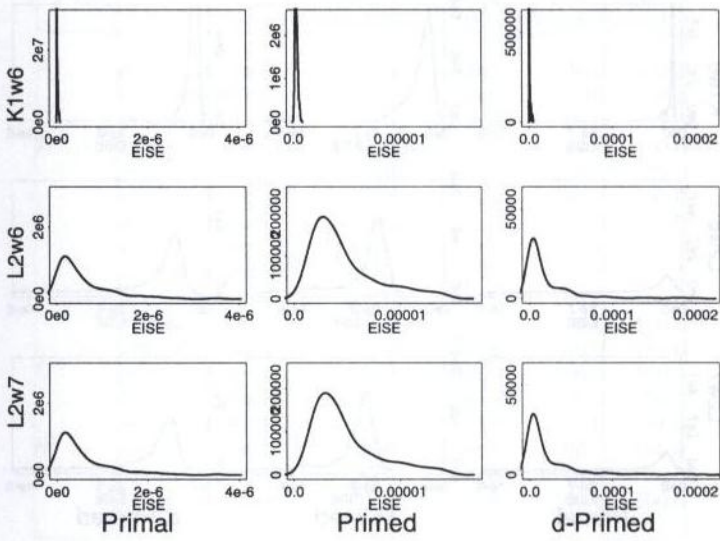 K1w6
2e7
0e0
0e0 2e-6 4e-6
EISE
2e6
1e6
0e0
0.0 0.00001
EISE
500000
0
0.0 0.0001 0.0002
EISE
L2w6
2e6
0e0
0e0 2e-6 4e-6
EISE
200000
100000
0
0.0 0.00001
EISE
50000
0
0.0 0.0001 0.0002
EISE
L2w7
2e6
0e0
0e0 2e-6 4e-6
EISE
200000
100000
0
0.0 0.00001
EISE
50000
0
0.0 0.0001 0.0002
EISE
Primal Primed d-Primed